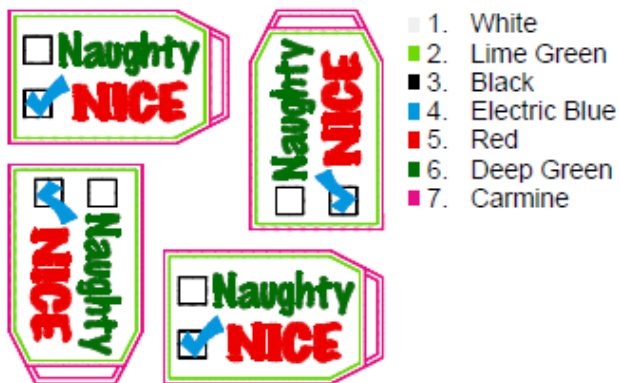 Naughty
NICE
Naughty
NICE
Naughty
NICE
Naughty
NICE
1. White
2. Lime Green
3. Black
4. Electric Blue
5. Red
6. Deep Green
7. Carmine